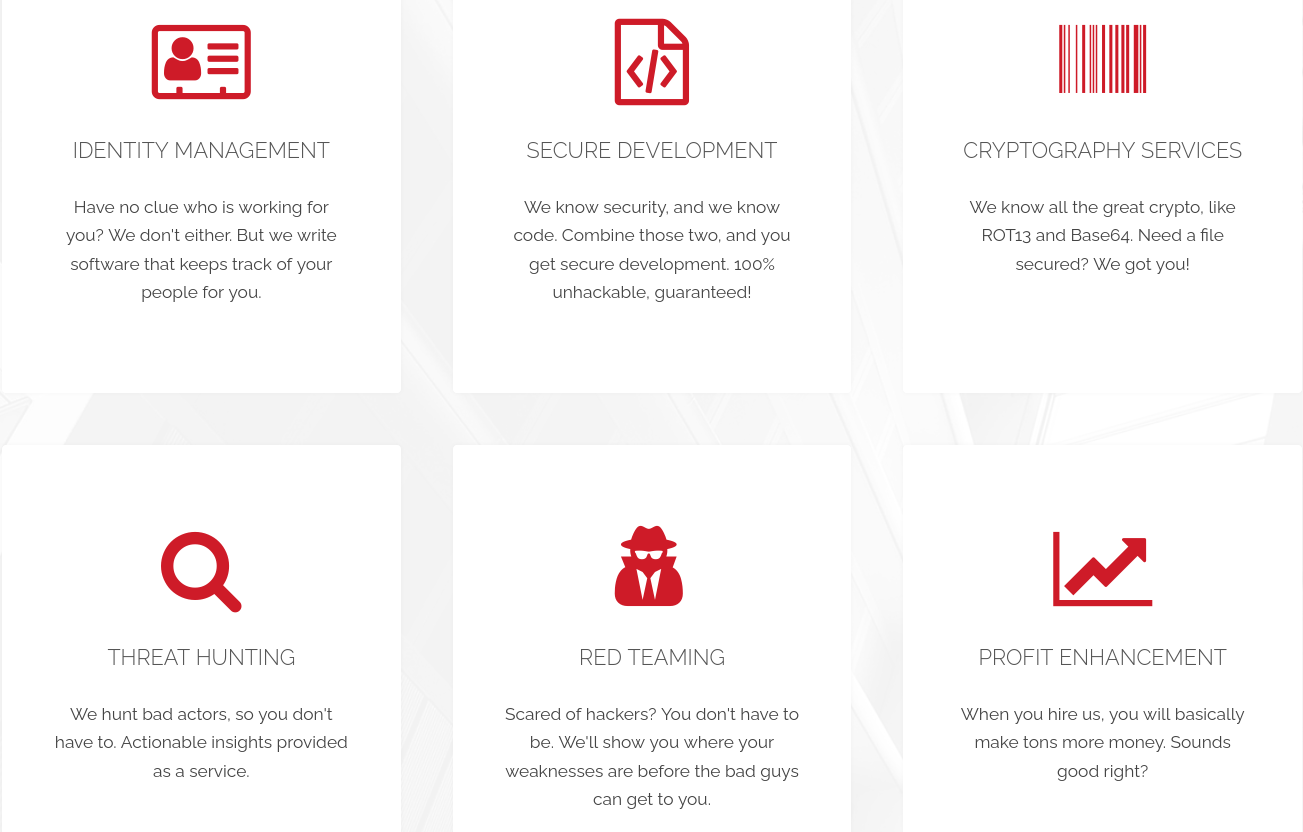 IDENTITY MANAGEMENT
Have no clue who is working for
you? We don't either. But we write
software that keeps track of your
people for you.
SECURE DEVELOPMENT
We know security, and we know
code. Combine those two, and you
get secure development. 100%
unhackable, guaranteed!
CRYPTOGRAPHY SERVICES
We know all the great crypto, like
ROT13 and Base64. Need a file
secured? We got you!
THREAT HUNTING
We hunt bad actors, so you don't
have to. Actionable insights provided
as a service.
RED TEAMING
Scared of hackers? You don't have to
be. We'll show you where your
weaknesses are before the bad guys
can get to you.
PROFIT ENHANCEMENT
When you hire us, you will basically
make tons more money. Sounds
good right?